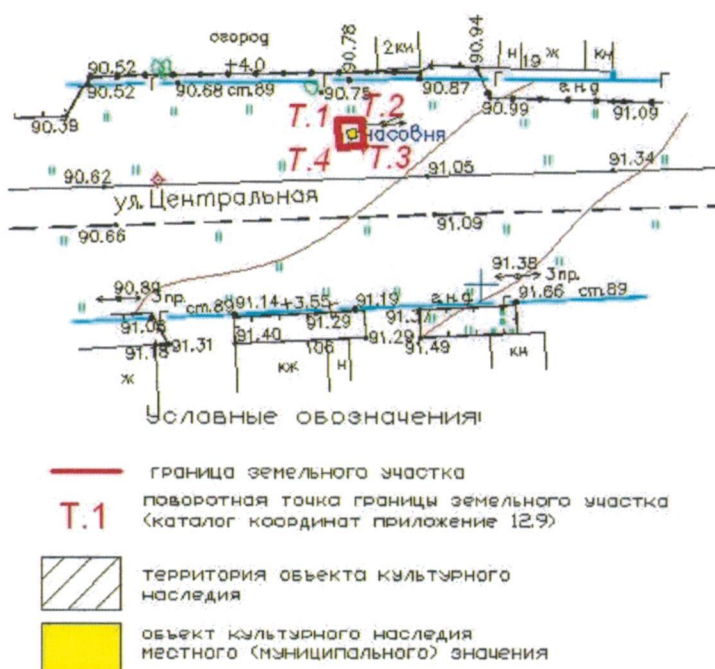 огород
+4.0
90.78
2кн
90.94
н
19
ж
кн
90.52
90.52
Г
90.68
ст.89
Г
90.75
90.87
Г
90.99
г.н.д
91.09
Г
90.39
Т.1
Т.2
часовня
Т.4
Т.3
90.62
91.05
91.34
ул. Центральная
90.66
91.09
90.89
3 пр.
91.38
3 пр.
91.05
Г
ст.89
91.14
+3.55
91.19
г.н.д
Г
91.66
ст.89
91.18
91.31
91.40
91.29
106
91.29
91.49
ж
кж
н
кн
Условные обозначения:
граница земельного участка
Т.1
поворотная точка границы земельного участка
(каталог координат приложение 12.9)
территория объекта культурного
наследия
объект культурного наследия
местного (муниципального) значения